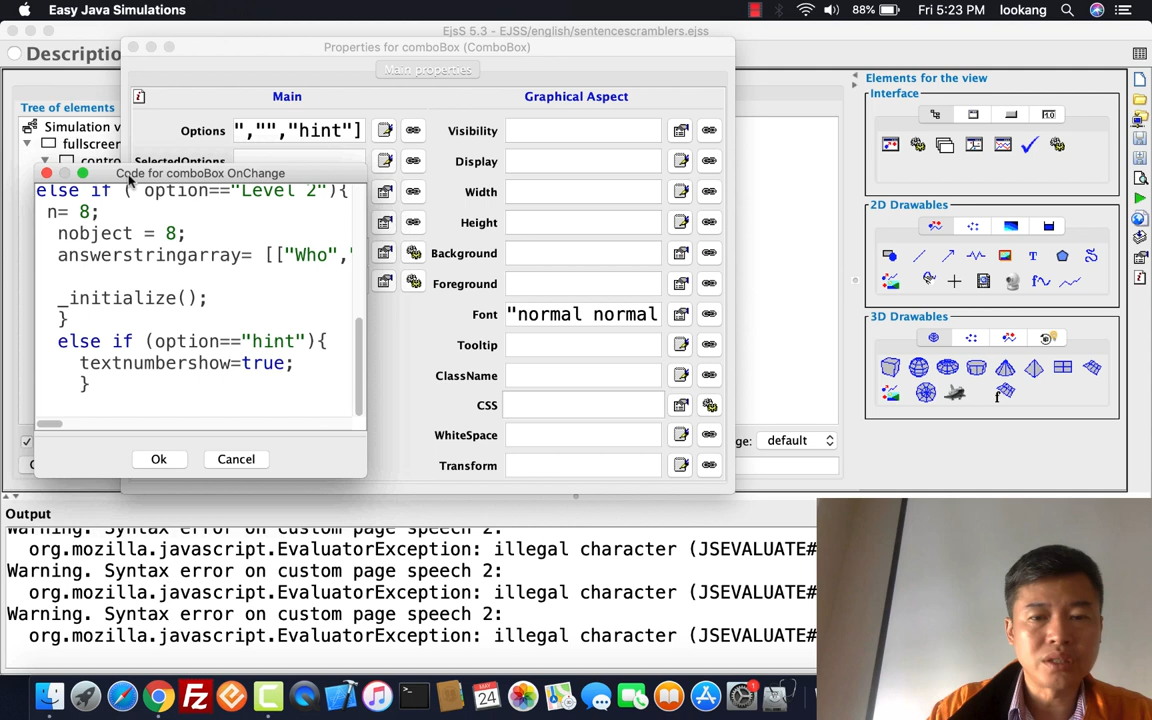 Easy Java Simulations
88%
Fri 5:23 PM lookang
EjsS 5.3 - EJSS/english/sentencescramblers.ejss
Properties for comboBox (ComboBox)
Descriptio
Main properties
Main
Graphical Aspect
Options
","","hint"]
SelectedOptions
Tree of elements
Simulation v
fullscreen
contro
Code for comboBox OnChange
else if ( option=="Level 2"){
n= 8;
nobject = 8;
answerstringarray= [["Who",'
_initialize();
}
else if (option=="hint"){
textnumbershow=true;
}
Ok
Cancel
Visibility
Display
Width
Height
Background
Foreground
Font
"normal normal
Tooltip
ClassName
CSS
WhiteSpace
Transform
ge:
default
Elements for the view
Interface
2D Drawables
3D Drawables
Output
Warning. Syntax error on custom page speech 2:
org.mozilla.javascript.EvaluatorException: illegal character (JSEVALUATE#
Warning. Syntax error on custom page speech 2:
org.mozilla.javascript.EvaluatorException: illegal character (JSEVALUATE#
Warning. Syntax error on custom page speech 2:
org.mozilla.javascript.EvaluatorException: illegal character (JSEVALUATE#